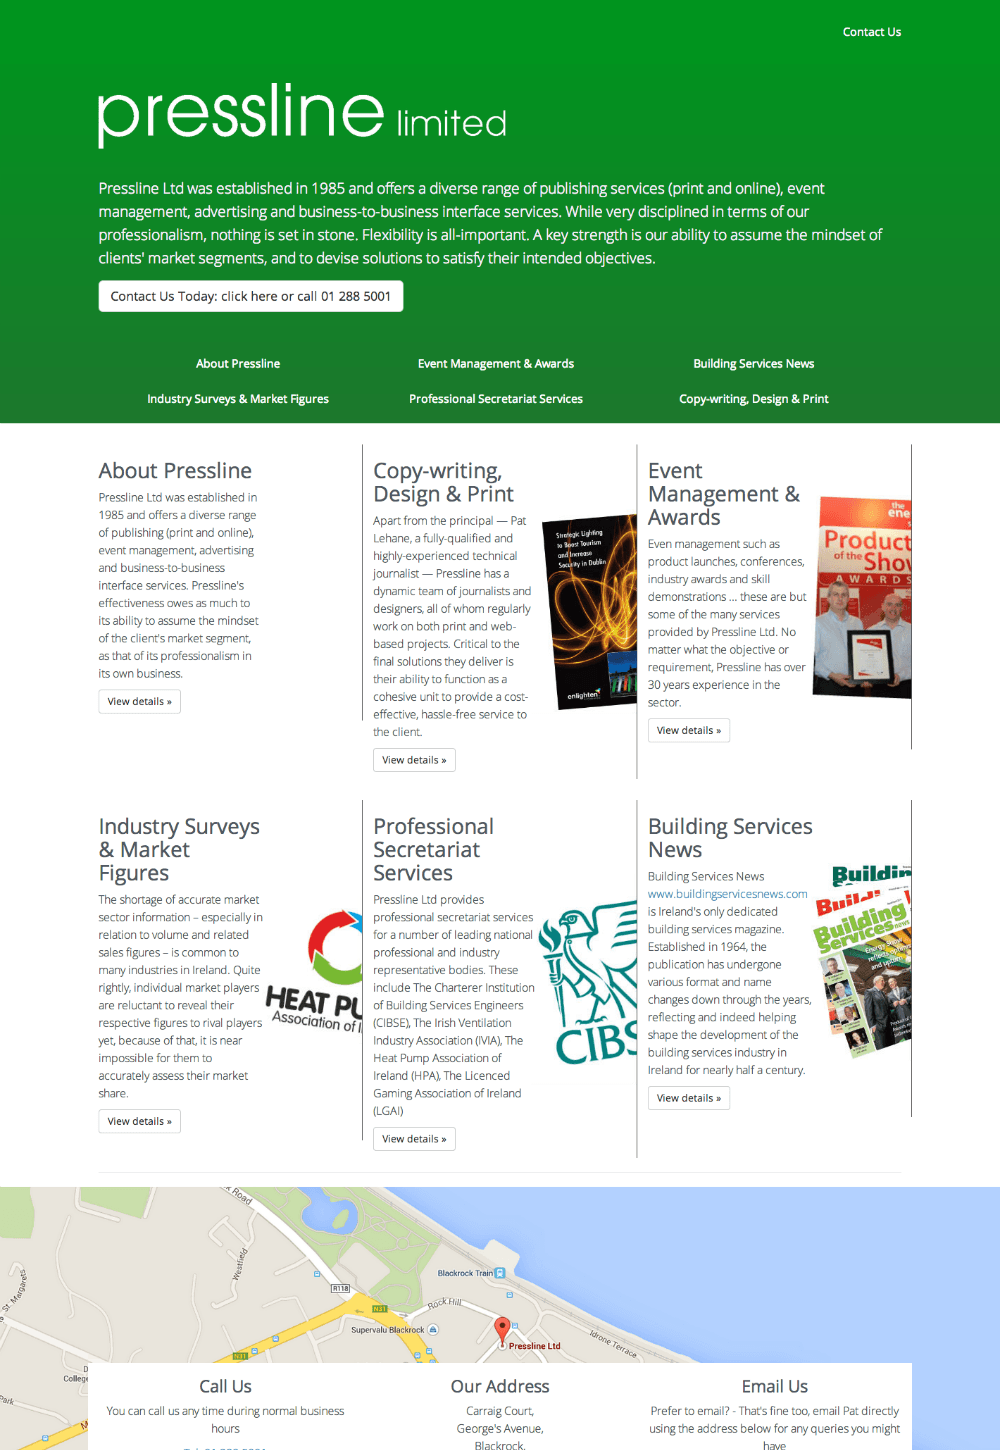 Contact Us
pressline limited
Pressline Ltd was established in 1985 and offers a diverse range of publishing services (print and online), event
management, advertising and business-to-business interface services. While very disciplined in terms of our
professionalism, nothing is set in stone. Flexibility is all-important. A key strength is our ability to assume the mindset of
clients' market segments, and to devise solutions to satisfy their intended objectives.
Contact Us Today: click here or call 01 288 5001
About Pressline
Event Management & Awards
Building Services News
Industry Surveys & Market Figures
Professional Secretariat Services
Copy-writing, Design & Print
About Pressline
Pressline Ltd was established in
1985 and offers a diverse range
of publishing (print and online),
event management, advertising
and business-to-business
interface services. Pressline's
effectiveness owes as much to
its ability to assume the mindset
of the client's market segment,
as that of its professionalism in
its own business.
View details »
Copy-writing,
Design & Print
Apart from the principal — Pat
Lehane, a fully-qualified and
highly-experienced technical
journalist — Pressline has a
dynamic team of journalists and
designers, all of whom regularly
work on both print and web-
based projects. Critical to the
final solutions they deliver is
their ability to function as a
cohesive unit to provide a cost-
effective, hassle-free service to
the client.
View details »
Strategic Lighting
to Boost Tourism
and Increase
Security in Dublin
enlighten
Event
Management &
Awards
Even management such as
product launches, conferences,
industry awards and skill
demonstrations ... these are but
some of the many services
provided by Pressline Ltd. No
matter what the objective or
requirement, Pressline has over
30 years experience in the
sector.
View details »
the
ene
Product
of the Sho
AWARDS
Industry Surveys
& Market
Figures
The shortage of accurate market
sector information – especially in
relation to volume and related
sales figures – is common to
many industries in Ireland. Quite
rightly, individual market players
are reluctant to reveal their
respective figures to rival players
yet, because of that, it is near
impossible for them to
accurately assess their market
share.
View details »
HEAT PU
Association of I
Professional
Secretariat
Services
Pressline Ltd provides
professional secretariat services
for a number of leading national
professional and industry
representative bodies. These
include The Charterer Institution
of Building Services Engineers
(CIBSE), The Irish Ventilation
Industry Association (IVIA), The
Heat Pump Association of
Ireland (HPA), The Licenced
Gaming Association of Ireland
(LGAI)
View details »
CIBS
Building Services
News
Building Services News
www.buildingservicesnews.com
is Ireland's only dedicated
building services magazine.
Established in 1964, the
publication has undergone
various format and name
changes down through the years,
reflecting and indeed helping
shape the development of the
building services industry in
Ireland for nearly half a century.
View details »
Buildin
Build
Building
Services news
Road
Westfield
St. Margarets
R118
N31
Rock Hill
Blackrock Train
Supervalu Blackrock
Idrone Terrace
Pressline Ltd
N31
College
Park
Call Us
You can call us any time during normal business
hours
Our Address
Carraig Court,
George's Avenue,
Blackrock,
Email Us
Prefer to email? - That's fine too, email Pat directly
using the address below for any queries you might
have